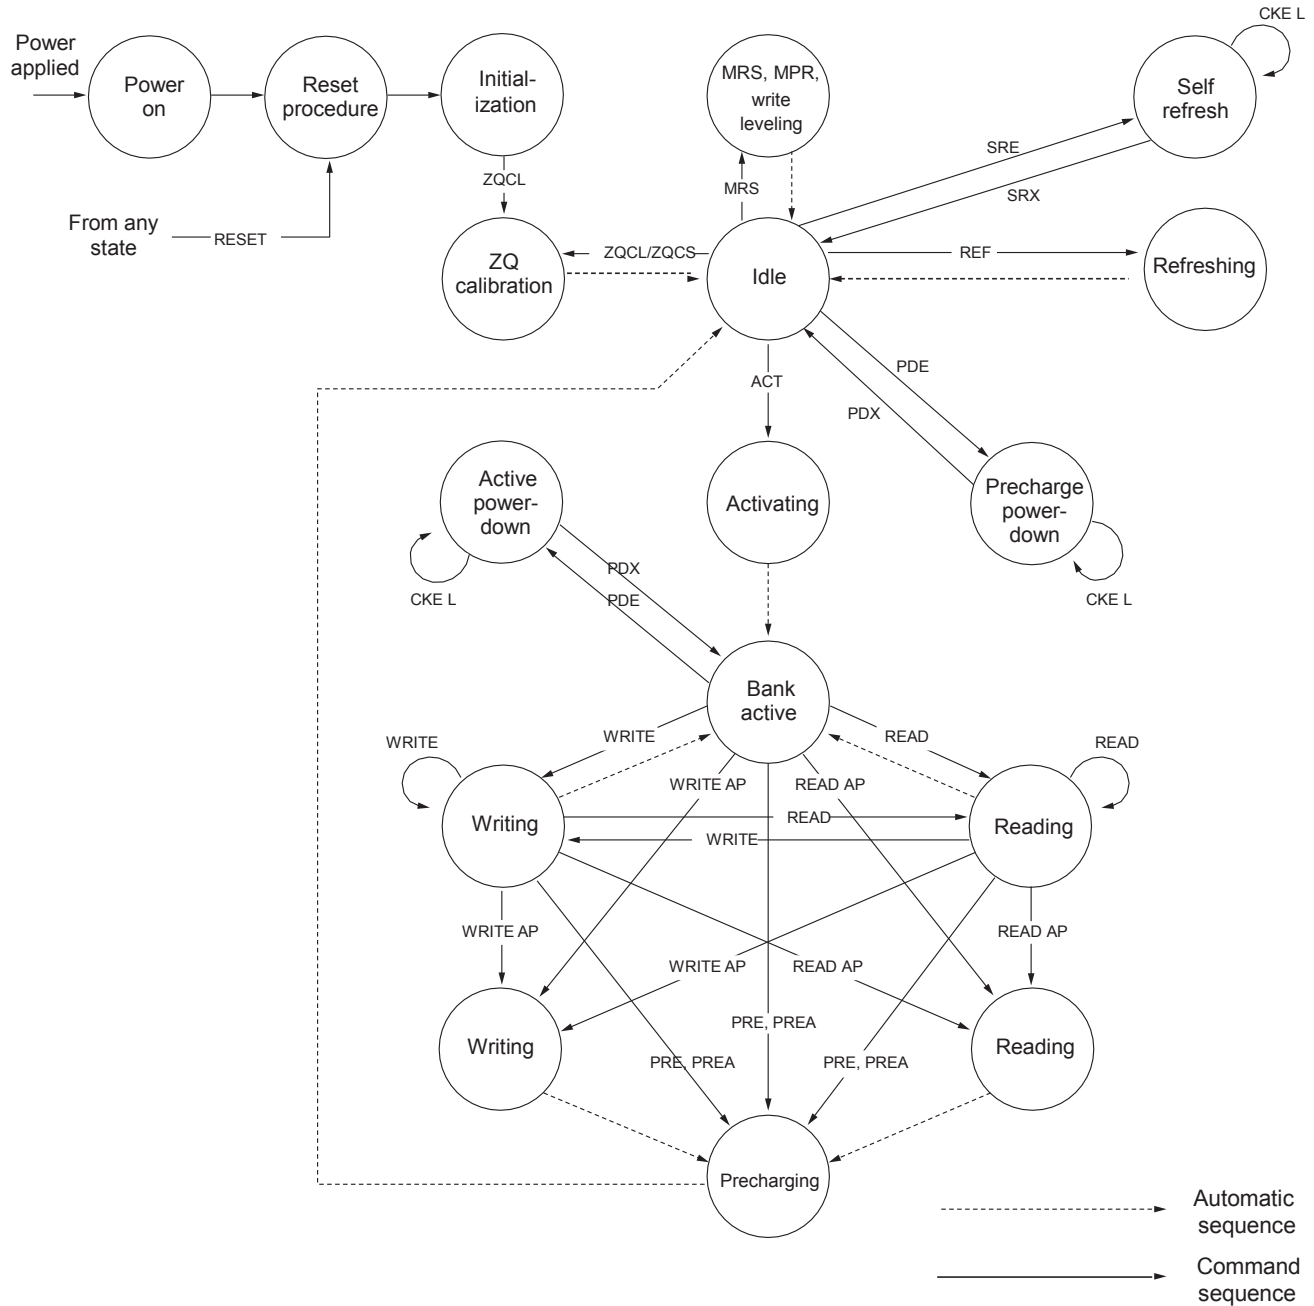 CKE L
Power
applied
Power
on
Reset
procedure
Initial-
ization
MRS, MPR,
write
leveling
Self
refresh
SRE
ZQCL
MRS
SRX
From any
state
RESET
ZQ
calibration
ZQCL/ZQCS
Idle
REF
Refreshing
PDE
ACT
PDX
Active
power-
down
Activating
Precharge
power-
down
PDX
CKE L
PDE
CKE L
Bank
active
WRITE
WRITE
READ
READ
WRITE AP
READ AP
Writing
READ
Reading
WRITE
WRITE AP
READ AP
WRITE AP
READ AP
PRE, PREA
Writing
Reading
PRE, PREA
PRE, PREA
Precharging
Automatic
sequence
Command
sequence